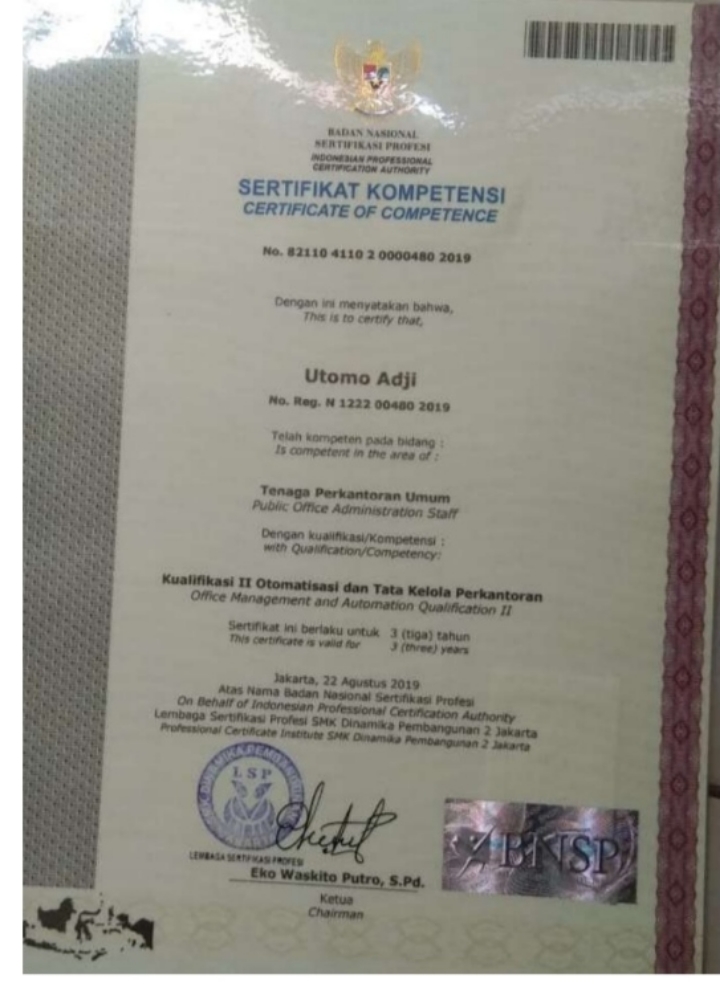 BADAN NASIONAL
SERTIFIKASI PROFESI
INDONESIAN PROFESSIONAL
CERTIFICATION AUTHORITY
SERTIFIKAT KOMPETENSI
CERTIFICATE OF COMPETENCE
No. 82110 4110 2 0000480 2019
Dengan ini menyatakan bahwa,
This is to certify that,
Utomo Adji
No. Reg. N 1222 00480 2019
Telah kompeten pada bidang :
Is competent in the area of :
Tenaga Perkantoran Umum
Public Office Administration Staff
Dengan kualifikasi/Kompetensi :
with Qualification/Competency:
Kualifikasi II Otomatisasi dan Tata Kelola Perkantoran
Office Management and Automation Qualification II
Sertifikat ini berlaku untuk 3 (tiga) tahun
This certificate is valid for 3 (three) years
Jakarta, 22 Agustus 2019
Atas Nama Badan Nasional Sertifikasi Profesi
On Behalf of Indonesian Professional Certification Authority
Lembaga Sertifikasi Profesi SMK Dinamika Pembangunan 2 Jakarta
Professional Certificate Institute SMK Dinamika Pembangunan 2 Jakarta
LSP
LEMBAGA SERTIFIKASI PROFESI
BNSP
Eko Waskito Putro, S.Pd.
Ketua
Chairman